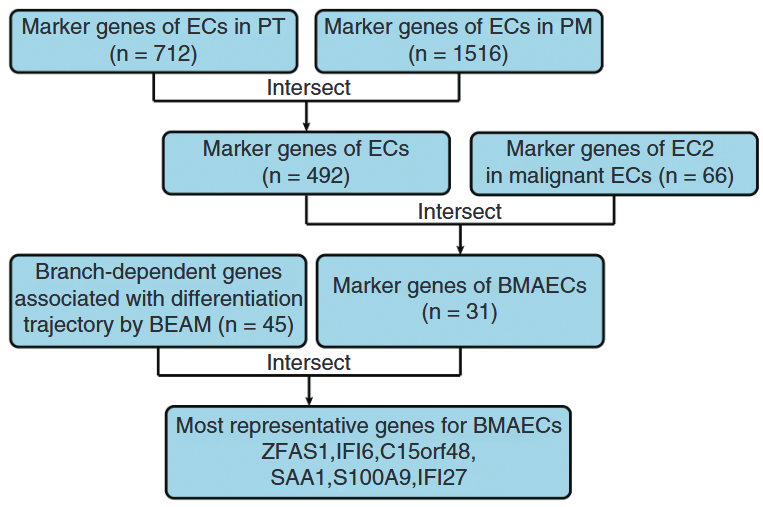 Marker genes of ECs in PT
(n = 712)
Marker genes of ECs in PM
(n = 1516)
Intersect
Marker genes of ECs
(n = 492)
Marker genes of EC2
in malignant ECs (n = 66)
Intersect
Branch-dependent genes
associated with differentiation
trajectory by BEAM (n = 45)
Marker genes of BMAECs
(n = 31)
Intersect
Most representative genes for BMAECs
ZFAS1,IFI6,C15orf48,
SAA1,S100A9,IFI27